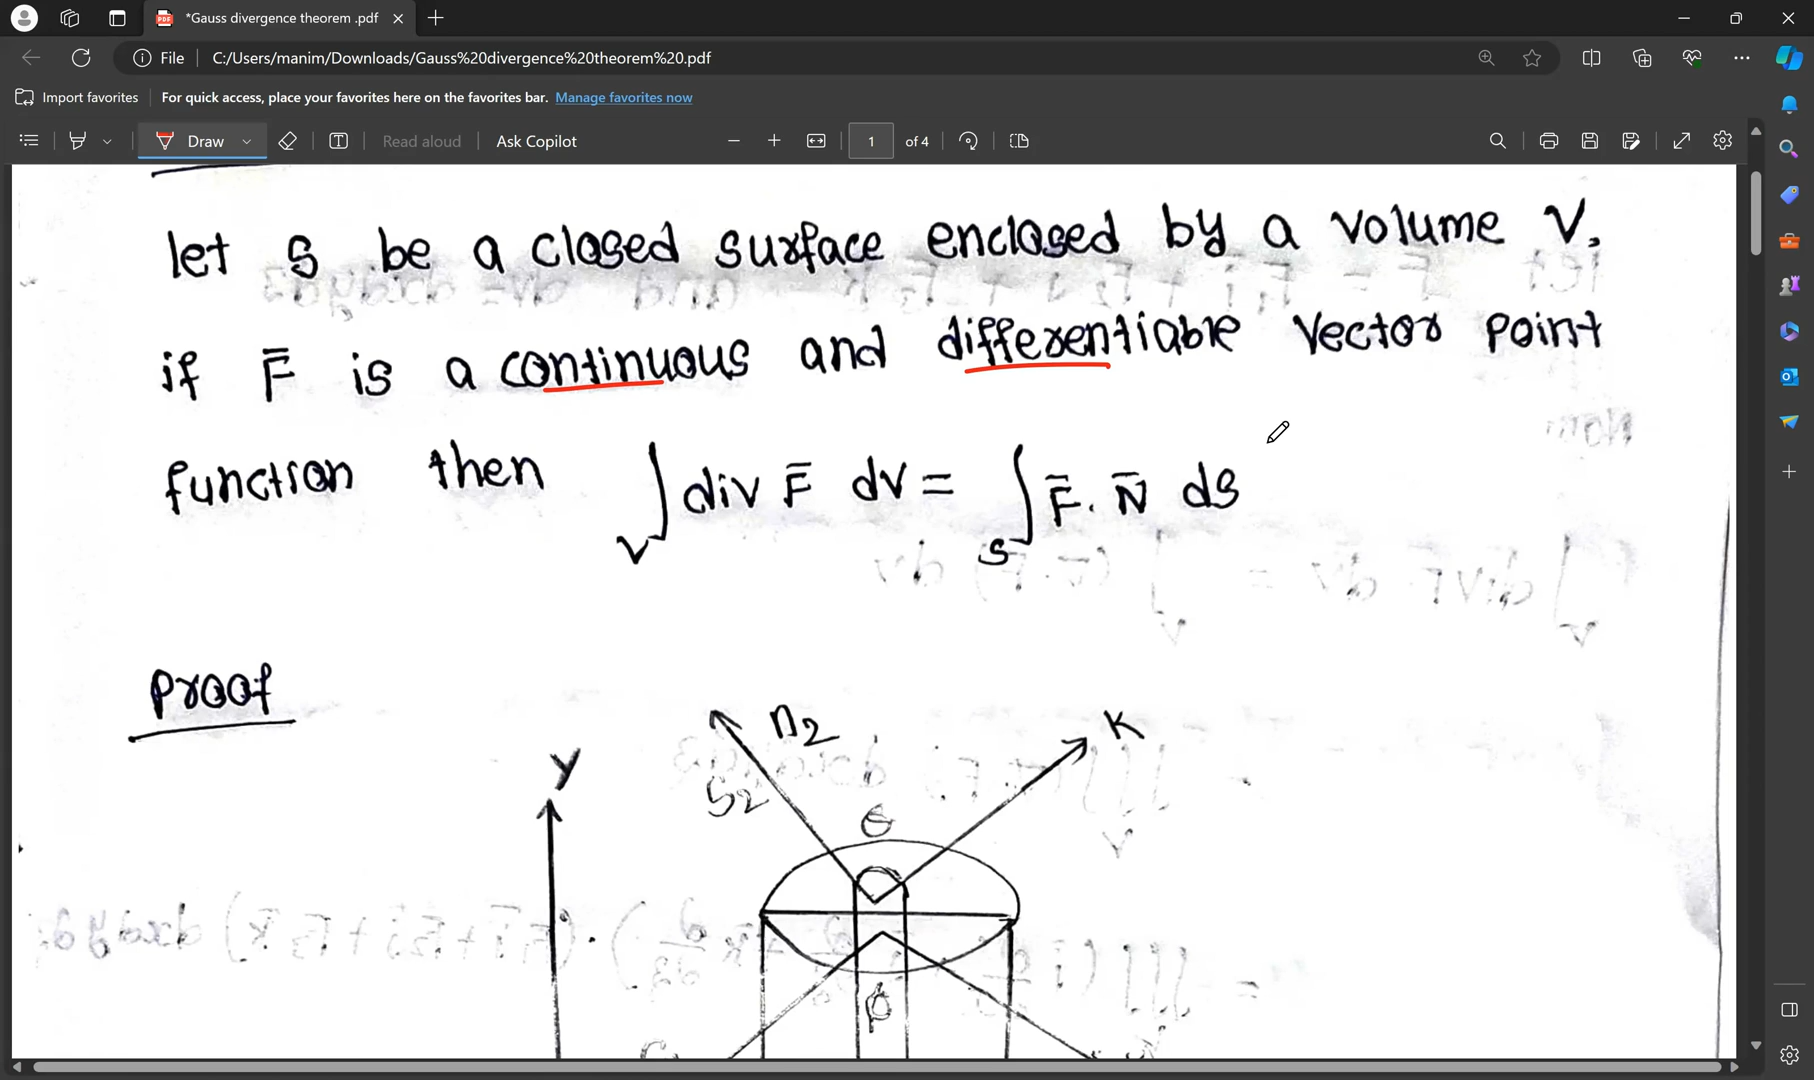 *Gauss divergence theorem .pdf
File C:/Users/manim/Downloads/Gauss%20divergence%20theorem%20.pdf
Import favorites For quick access, place your favorites here on the favorites bar. Manage favorites now
Draw Read aloud Ask Copilot 1 of 4
let S be a closed surface enclosed by a volume V.
if F̄ is a continuous and differentiable vector point
function then ∫V div F̄ dv = ∫S F̄. N̄ ds
Proof
n2 K
Y
S2